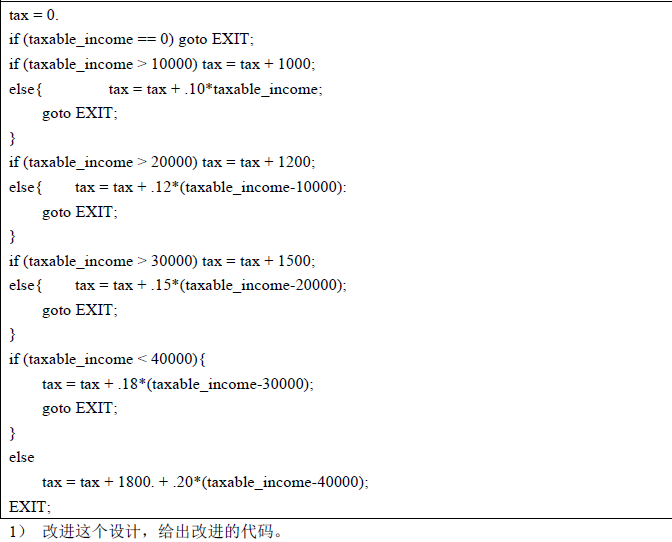 tax = 0.
if (taxable_income == 0) goto EXIT;
if (taxable_income > 10000) tax = tax + 1000;
else{ tax = tax + .10*taxable_income;
goto EXIT;
}
if (taxable_income > 20000) tax = tax + 1200;
else{ tax = tax + .12*(taxable_income-10000):
goto EXIT;
}
if (taxable_income > 30000) tax = tax + 1500;
else{ tax = tax + .15*(taxable_income-20000);
goto EXIT;
}
if (taxable_income < 40000){
tax = tax + .18*(taxable_income-30000);
goto EXIT;
}
else
tax = tax + 1800. + .20*(taxable_income-40000);
EXIT;
1） 改进这个设计，给出改进的代码。